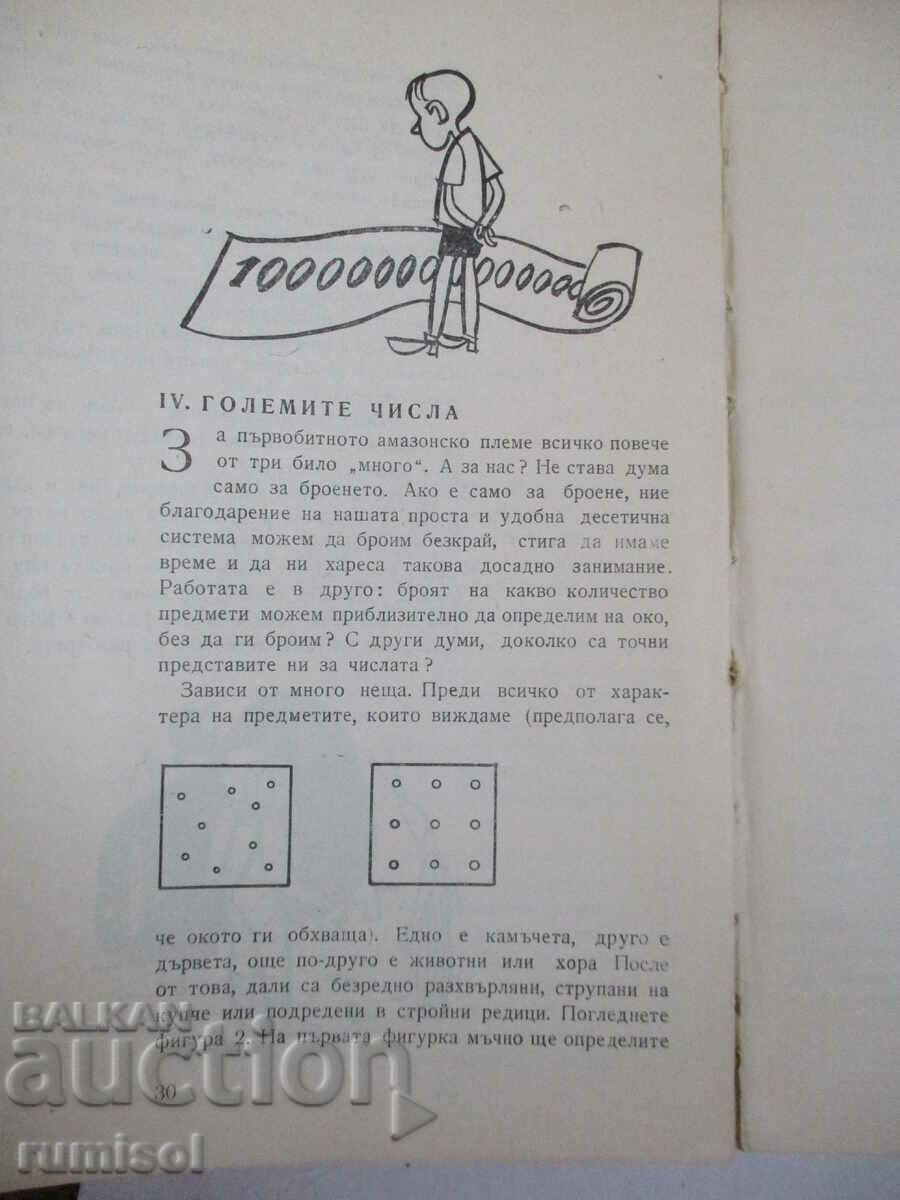 10000000000000
IV. ГОЛЕМИТЕ ЧИСЛА
За първобитното амазонско племе всичко повече
от три било „много“. А за нас? Не става дума
само за броенето. Ако е само за броене, ние
благодарение на нашата проста и удобна десетична
система можем да броим безкрай, стига да имаме
време и да ни хареса такова досадно занимание.
Работата е в друго: броят на какво количество
предмети можем приблизително да определим на око,
без да ги броим? С други думи, доколко са точни
представите ни за числата?
Зависи от много неща. Преди всичко от харак-
тера на предметите, които виждаме (предполага се,
че окото ги обхваща). Едно е камъчета, друго е
дървета, още по-друго е животни или хора После
от това, дали са безредно разхвърляни, струпани на
купче или подредени в стройни редици. Погледнете
фигура 2. На първата фигурка мъчно ще определите
30
BALKAN
auction
rumisol